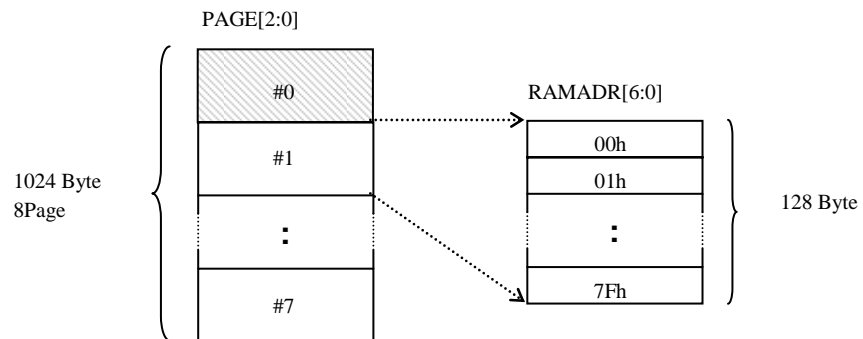 PAGE[2:0]
#0
#1
:
#7
1024 Byte
8Page
RAMADR[6:0]
00h
01h
:
7Fh
128 Byte